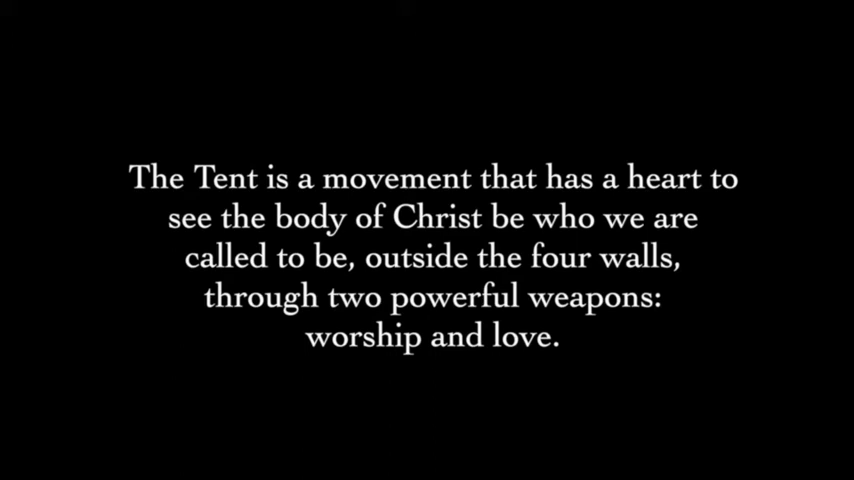 The Tent is a movement that has a heart to
see the body of Christ be who we are
called to be, outside the four walls,
through two powerful weapons:
worship and love.